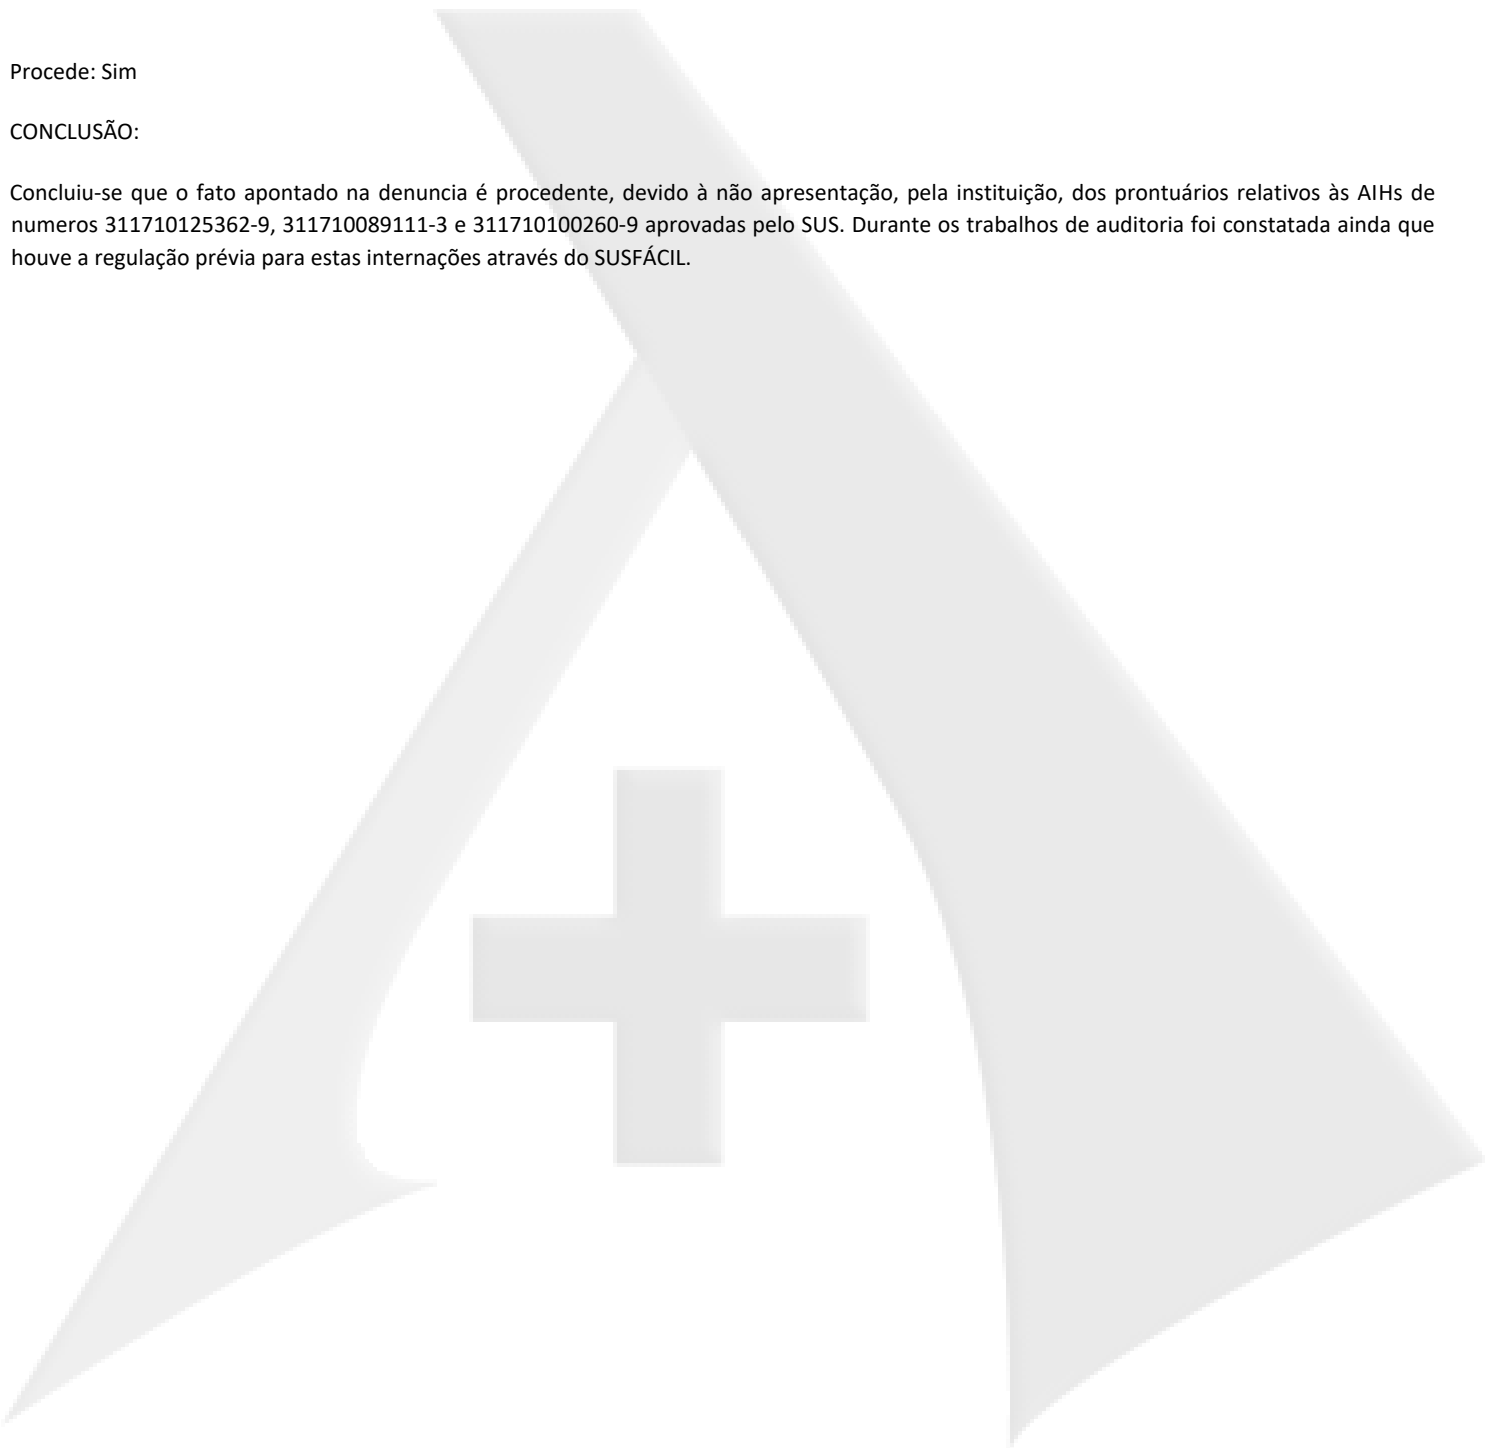 Procede: Sim
CONCLUSÃO:
Concluiu-se que o fato apontado na denuncia é procedente, devido à não apresentação, pela instituição, dos prontuários relativos às AIHs de
numeros 311710125362-9, 311710089111-3 e 311710100260-9 aprovadas pelo SUS. Durante os trabalhos de auditoria foi constatada ainda que
houve a regulação prévia para estas internações através do SUSFÁCIL.